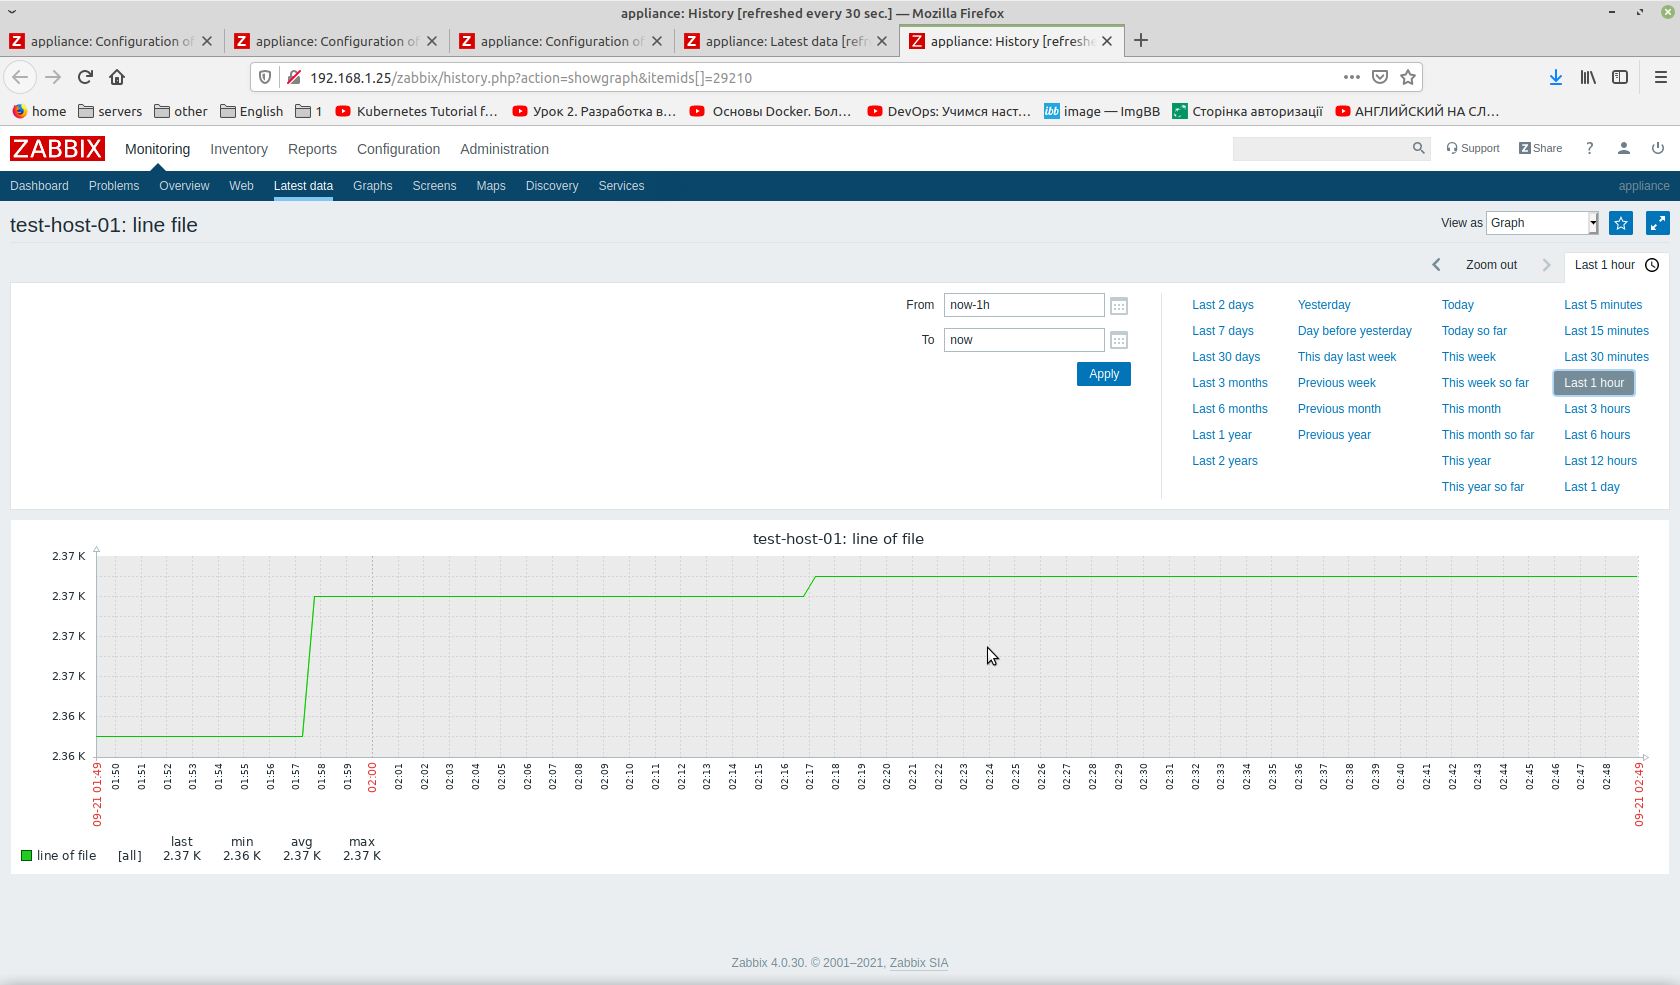 appliance: History [refreshed every 30 sec.] — Mozilla Firefox
appliance: Configuration of
appliance: Configuration of
appliance: Configuration of
appliance: Latest data [refr
appliance: History [refreshe
192.168.1.25/zabbix/history.php?action=showgraph&itemids[]=29210
home servers other English 1 Kubernetes Tutorial f... Урок 2. Разработка в... Основы Docker. Бол... DevOps: Учимся наст... ibb image — ImgBB Сторінка авторизації АНГЛИЙСКИЙ НА СЛ...
ZABBIX Monitoring Inventory Reports Configuration Administration Support Z Share ?
Dashboard Problems Overview Web Latest data Graphs Screens Maps Discovery Services appliance
test-host-01: line file View as Graph
Zoom out Last 1 hour
From now-1h
To now
Apply
Last 2 days Yesterday Today Last 5 minutes
Last 7 days Day before yesterday Today so far Last 15 minutes
Last 30 days This day last week This week Last 30 minutes
Last 3 months Previous week This week so far Last 1 hour
Last 6 months Previous month This month Last 3 hours
Last 1 year Previous year This month so far Last 6 hours
Last 2 years This year Last 12 hours
This year so far Last 1 day
test-host-01: line of file
2.37 K
2.37 K
2.37 K
2.37 K
2.36 K
2.36 K
09-21 01:49 01:50 01:51 01:52 01:53 01:54 01:55 01:56 01:57 01:58 01:59 02:00 02:01 02:02 02:03 02:04 02:05 02:06 02:07 02:08 02:09 02:10 02:11 02:12 02:13 02:14 02:15 02:16 02:17 02:18 02:19 02:20 02:21 02:22 02:23 02:24 02:25 02:26 02:27 02:28 02:29 02:30 02:31 02:32 02:33 02:34 02:35 02:36 02:37 02:38 02:39 02:40 02:41 02:42 02:43 02:44 02:45 02:46 02:47 02:48 09-21 02:49
last min avg max
line of file [all] 2.37 K 2.36 K 2.37 K 2.37 K
Zabbix 4.0.30. © 2001–2021, Zabbix SIA